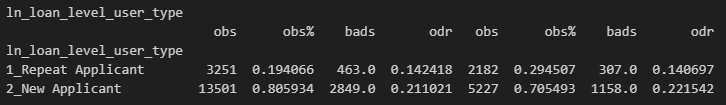 ln_loan_level_user_type
obs obs% bads odr obs obs% bads odr
ln_loan_level_user_type
1_Repeat Applicant 3251 0.194066 463.0 0.142418 2182 0.294507 307.0 0.140697
2_New Applicant 13501 0.805934 2849.0 0.211021 5227 0.705493 1158.0 0.221542